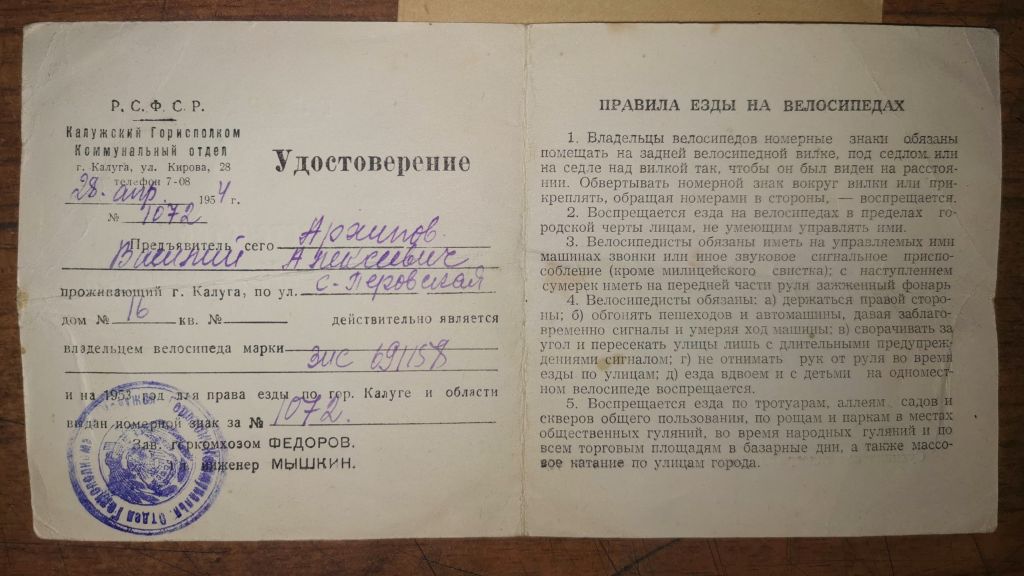 Р. С. Ф. С. Р.
Калужский Горисполком
Коммунальный отдел
г. Калуга, ул. Кирова, 28
телефон 7-08
28. апр. 1954 г.
№ 1072
Удостоверение
Предъявитель сего Архипов
Василий Алексеевич
проживающий г. Калуга, по ул. С-Перовская
дом № 16 кв. № действительно является
владельцем велосипеда марки ЗИС 691158
и на 1953 год для права езды по гор. Калуге и области
выдан номерной знак за № 1072.
Зав. горкомхозом ФЕДОРОВ.
инженер МЫШКИН.
ПРАВИЛА ЕЗДЫ НА ВЕЛОСИПЕДАХ
1. Владельцы велосипедов номерные знаки обязаны
помещать на задней велосипедной вилке, под седлом или
на седле над вилкой так, чтобы он был виден на расстоя-
нии. Обвертывать номерной знак вокруг вилки или при-
креплять, обращая номерами в стороны, — воспрещается.
2. Воспрещается езда на велосипедах в пределах го-
родской черты лицам, не умеющим управлять ими.
3. Велосипедисты обязаны иметь на управляемых ими
машинах звонки или иное звуковое сигнальное приспо-
собление (кроме милицейского свистка); с наступлением
сумерек иметь на передней части руля зажженный фонарь
4. Велосипедисты обязаны: а) держаться правой сторо-
ны; б) обгонять пешеходов и автомашины, давая заблаго-
временно сигналы и умеряя ход машины; в) сворачивать за
угол и пересекать улицы лишь с длительными предупреж-
дениями сигналом; г) не отнимать рук от руля во время
езды по улицам; д) езда вдвоем и с детьми на одномест-
ном велосипеде воспрещается.
5. Воспрещается езда по тротуарам, аллеям садов и
скверов общего пользования, по рощам и паркам в местах
общественных гуляний, во время народных гуляний и по
всем торговым площадям в базарные дни, а также массо-
вое катание по улицам города.